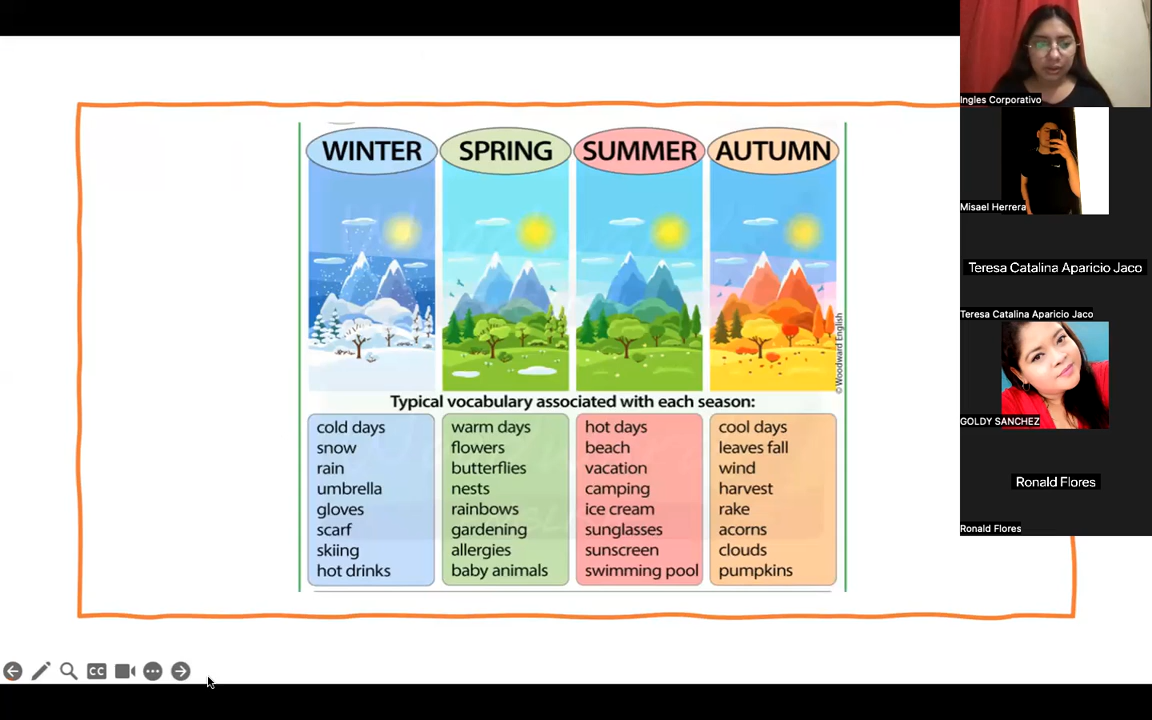 WINTER SPRING SUMMER AUTUMN
© Woodward English
Typical vocabulary associated with each season:
cold days
snow
rain
umbrella
gloves
scarf
skiing
hot drinks
warm days
flowers
butterflies
nests
rainbows
gardening
allergies
baby animals
hot days
beach
vacation
camping
ice cream
sunglasses
sunscreen
swimming pool
cool days
leaves fall
wind
harvest
rake
acorns
clouds
pumpkins
Ingles Corporativo
Misael Herrera
Teresa Catalina Aparicio Jaco
Teresa Catalina Aparicio Jaco
GOLDY SANCHEZ
Ronald Flores
Ronald Flores
CC